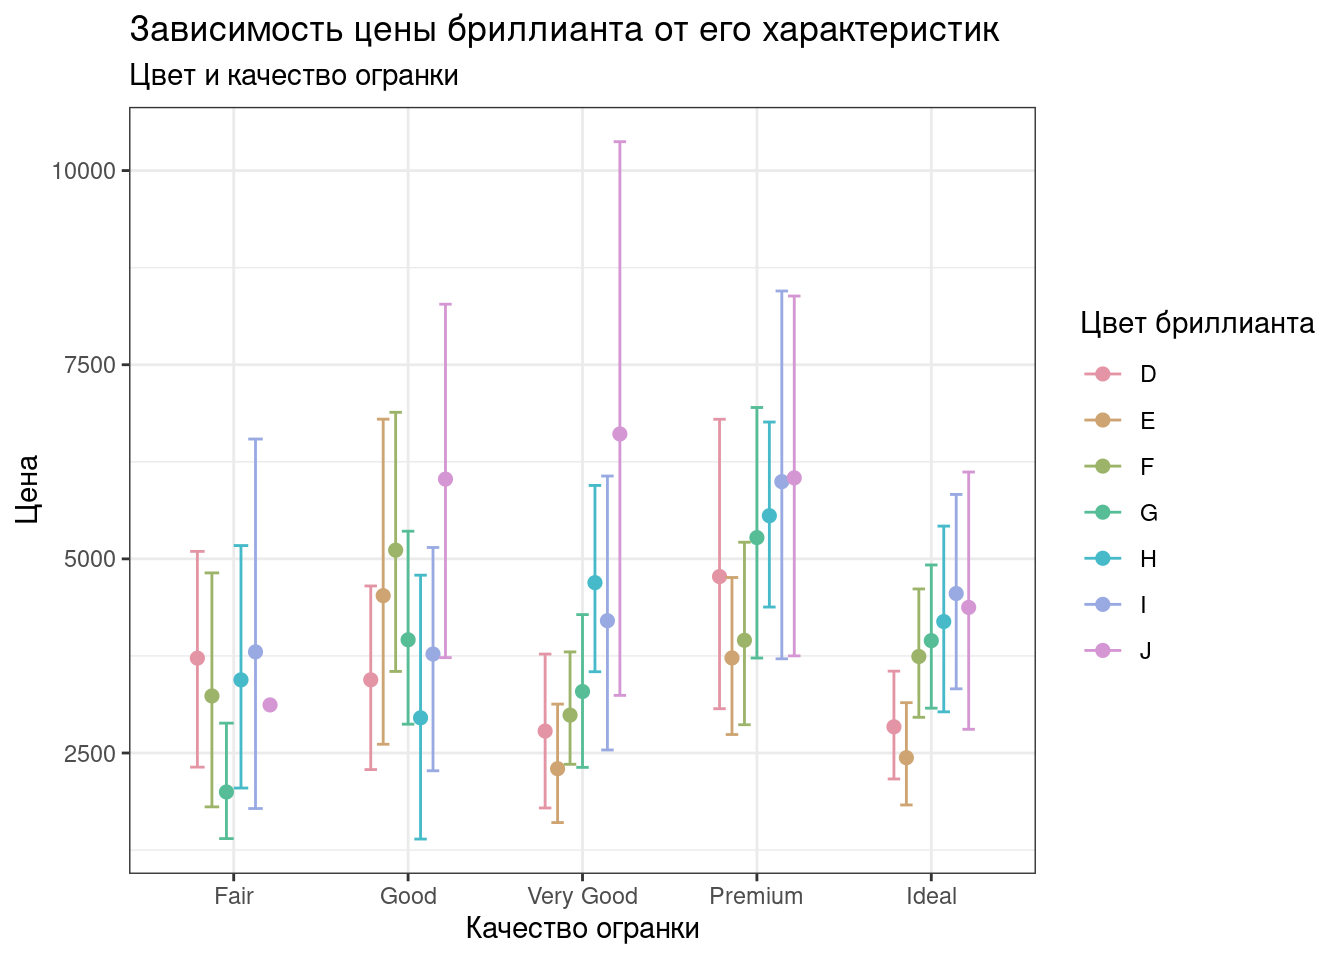 Зависимость цены бриллианта от его характеристик
Цвет и качество огранки
10000
7500
5000
2500
Цена
Fair Good Very Good Premium Ideal
Качество огранки
Цвет бриллианта
D
E
F
G
H
I
J